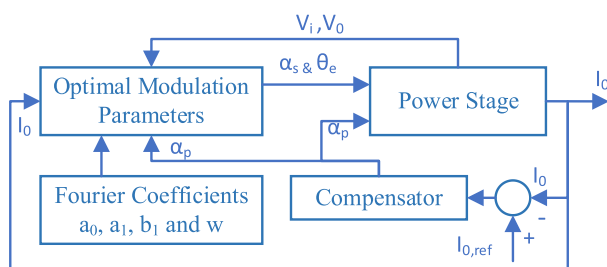 Vi,V0
αs & θe
Optimal Modulation
Parameters
Power Stage
I0
I0
αp
αp
Fourier Coefficients
a0, a1, b1 and w
Compensator
I0
-
+
I0,ref